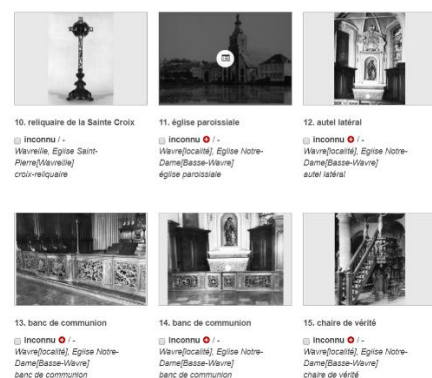 10. reliquaire de la Sainte Croix
inconnu / -
Wavreille, Eglise Saint-
Pierre[Wavreille]
croix-reliquaire
11. église paroissiale
inconnu / -
Wavre[localité], Eglise Notre-
Dame[Basse-Wavre]
église paroissiale
12. autel latéral
inconnu / -
Wavre[localité], Eglise Notre-
Dame[Basse-Wavre]
autel latéral
13. banc de communion
inconnu / -
Wavre[localité], Eglise Notre-
Dame[Basse-Wavre]
banc de communion
14. banc de communion
inconnu / -
Wavre[localité], Eglise Notre-
Dame[Basse-Wavre]
banc de communion
15. chaire de vérité
inconnu / -
Wavre[localité], Eglise Notre-
Dame[Basse-Wavre]
chaire de vérité